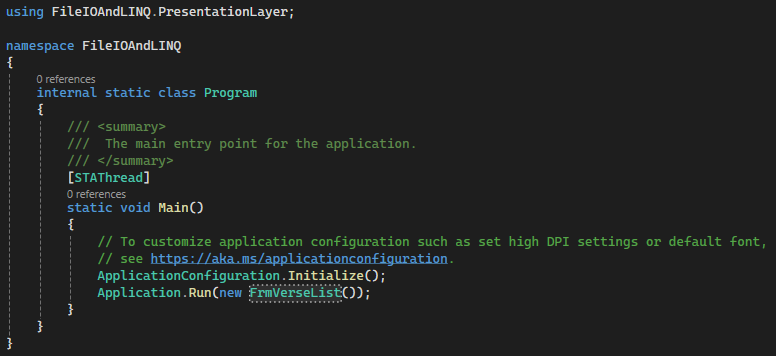 using FileIOAndLINQ.PresentationLayer;
namespace FileIOAndLINQ
{
0 references
internal static class Program
{
/// <summary>
///  The main entry point for the application.
/// </summary>
[STAThread]
0 references
static void Main()
{
// To customize application configuration such as set high DPI settings or default font,
// see https://aka.ms/applicationconfiguration.
ApplicationConfiguration.Initialize();
Application.Run(new FrmVerseList());
}
}
}